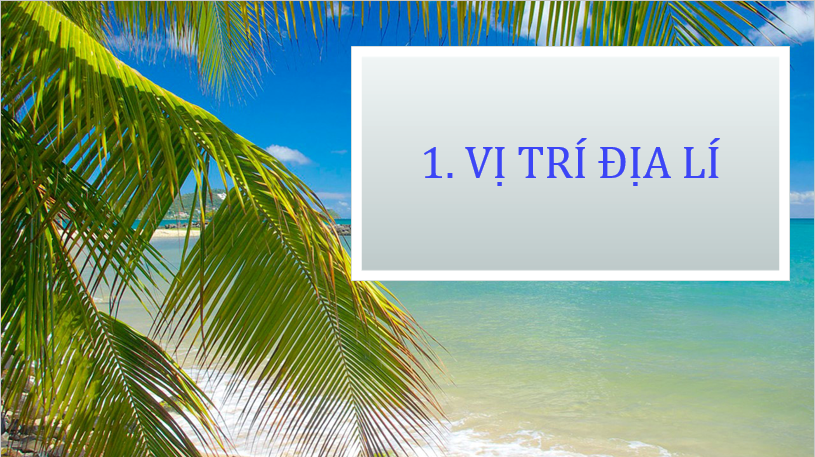 1. VỊ TRÍ ĐỊA LÍ